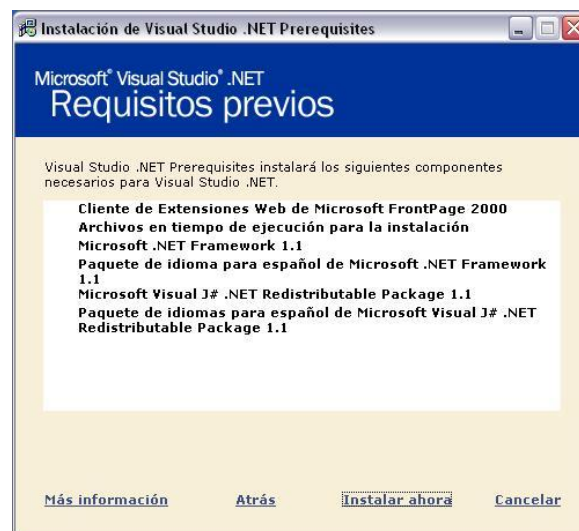 Instalación de Visual Studio .NET Prerequisites
Microsoft® Visual Studio® .NET
Requisitos previos
Visual Studio .NET Prerequisites instalará los siguientes componentes
necesarios para Visual Studio .NET.
Cliente de Extensiones Web de Microsoft FrontPage 2000
Archivos en tiempo de ejecución para la instalación
Microsoft .NET Framework 1.1
Paquete de idioma para español de Microsoft .NET Framework
1.1
Microsoft Visual J# .NET Redistributable Package 1.1
Paquete de idiomas para español de Microsoft Visual J# .NET
Redistributable Package 1.1
Más información Atrás Instalar ahora Cancelar